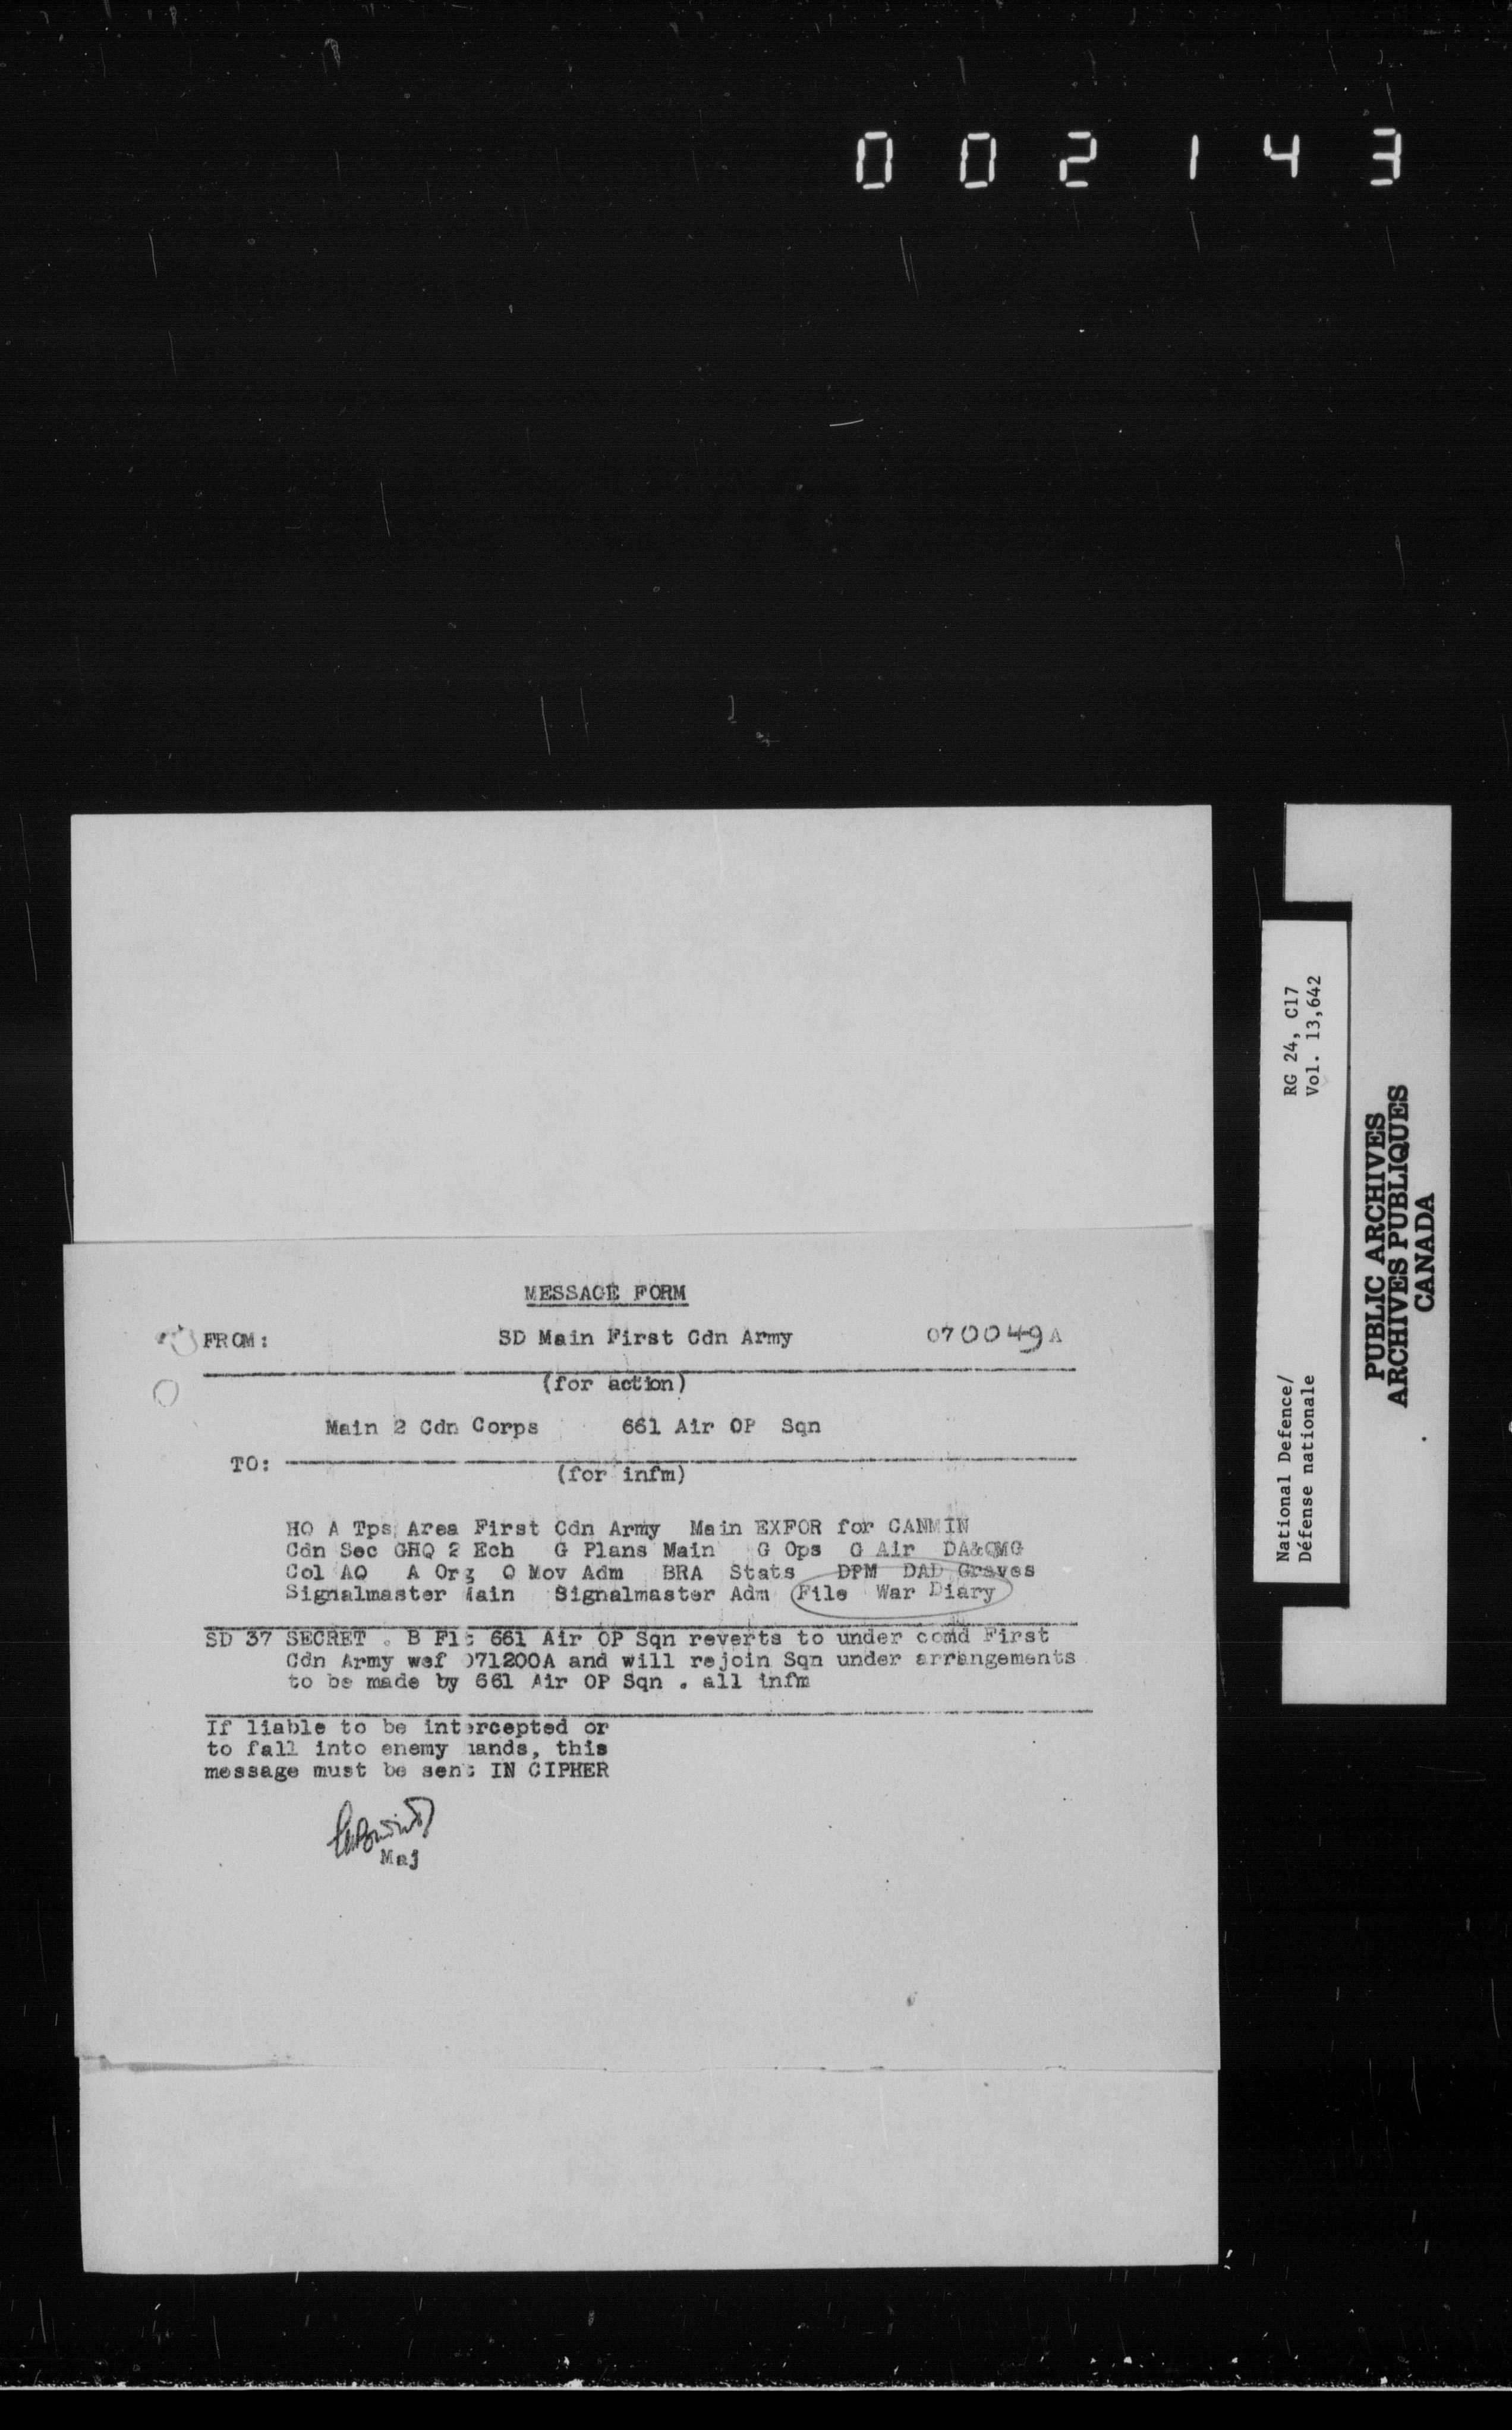 002143
MESSAGE FORM
FROM: SD Main First Cdn Army 070049A
(for action)
Main 2 Cdn Corps 661 Air OP Sqn
TO:
(for infm)
HQ A Tps Area First Cdn Army Main EXFOR for CANMIN
Cdn Sec GHQ 2 Ech G Plans Main G Ops G Air DA&QMG
Col AQ A Org Q Mov Adm BRA Stats DPM DAD Graves
Signalmaster Main Signalmaster Adm File War Diary
SD 37 SECRET . B Flt 661 Air OP Sqn reverts to under comd First
Cdn Army wef 071200A and will rejoin Sqn under arrangements
to be made by 661 Air OP Sqn . all infm
If liable to be intercepted or
to fall into enemy hands, this
message must be sent IN CIPHER
Maj
RG 24, C17
Vol. 13,642
National Defence/
Défense nationale
PUBLIC ARCHIVES
ARCHIVES PUBLIQUES
CANADA